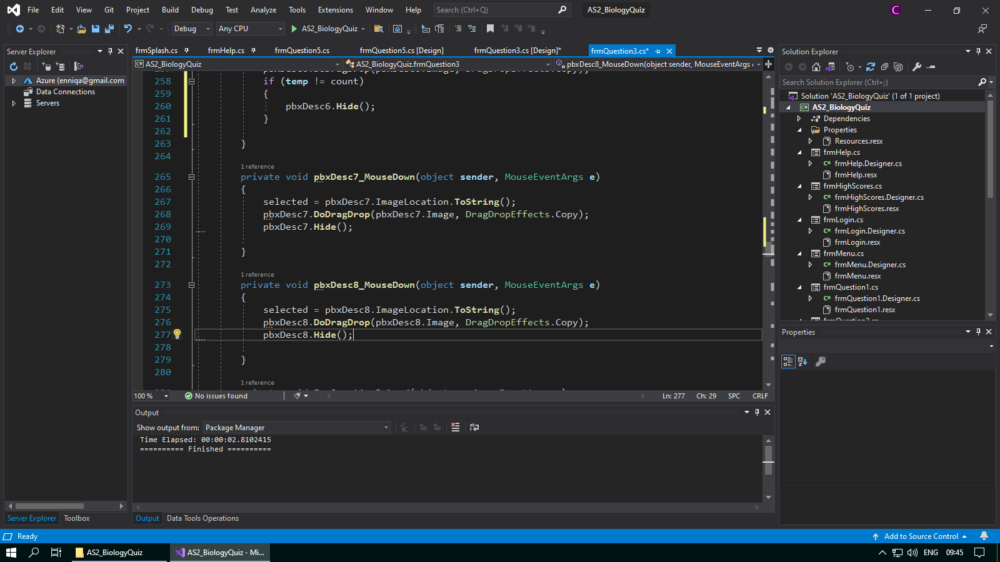 File Edit View Git Project Build Debug Test Analyze Tools Extensions Window Help Search (Ctrl+Q) AS2_BiologyQuiz C
Debug Any CPU AS2_BiologyQuiz
Server Explorer
Azure (enniqa@gmail.com
Data Connections
Servers
Server Explorer Toolbox
frmSplash.cs frmHelp.cs frmQuestion5.cs frmQuestion5.cs [Design] frmQuestion3.cs [Design]* frmQuestion3.cs*
AS2_BiologyQuiz AS2_BiologyQuiz.frmQuestion3 pbxDesc8_MouseDown(object sender, MouseEventArgs
258 if (temp != count)
259 {
260 pbxDesc6.Hide();
261 }
262
263 }
264
1 reference
265 private void pbxDesc7_MouseDown(object sender, MouseEventArgs e)
266 {
267 selected = pbxDesc7.ImageLocation.ToString();
268 pbxDesc7.DoDragDrop(pbxDesc7.Image, DragDropEffects.Copy);
269 pbxDesc7.Hide();
270
271 }
272
1 reference
273 private void pbxDesc8_MouseDown(object sender, MouseEventArgs e)
274 {
275 selected = pbxDesc8.ImageLocation.ToString();
276 pbxDesc8.DoDragDrop(pbxDesc8.Image, DragDropEffects.Copy);
277 pbxDesc8.Hide();
278
279 }
280
1 reference
100 % No issues found Ln: 277 Ch: 29 SPC CRLF
Output
Show output from: Package Manager
Time Elapsed: 00:00:02.8102415
========== Finished ==========
Output Data Tools Operations
Solution Explorer
Search Solution Explorer (Ctrl+;)
Solution 'AS2_BiologyQuiz' (1 of 1 project)
C# AS2_BiologyQuiz
Dependencies
Properties
Resources.resx
frmHelp.cs
C# frmHelp.Designer.cs
frmHelp.resx
frmHighScores.cs
C# frmHighScores.Designer.cs
frmHighScores.resx
frmLogin.cs
C# frmLogin.Designer.cs
frmLogin.resx
frmMenu.cs
C# frmMenu.Designer.cs
frmMenu.resx
frmQuestion1.cs
C# frmQuestion1.Designer.cs
frmQuestion1.resx
Properties
Ready Add to Source Control
AS2_BiologyQuiz AS2_BiologyQuiz - Mi... ENG 09:45